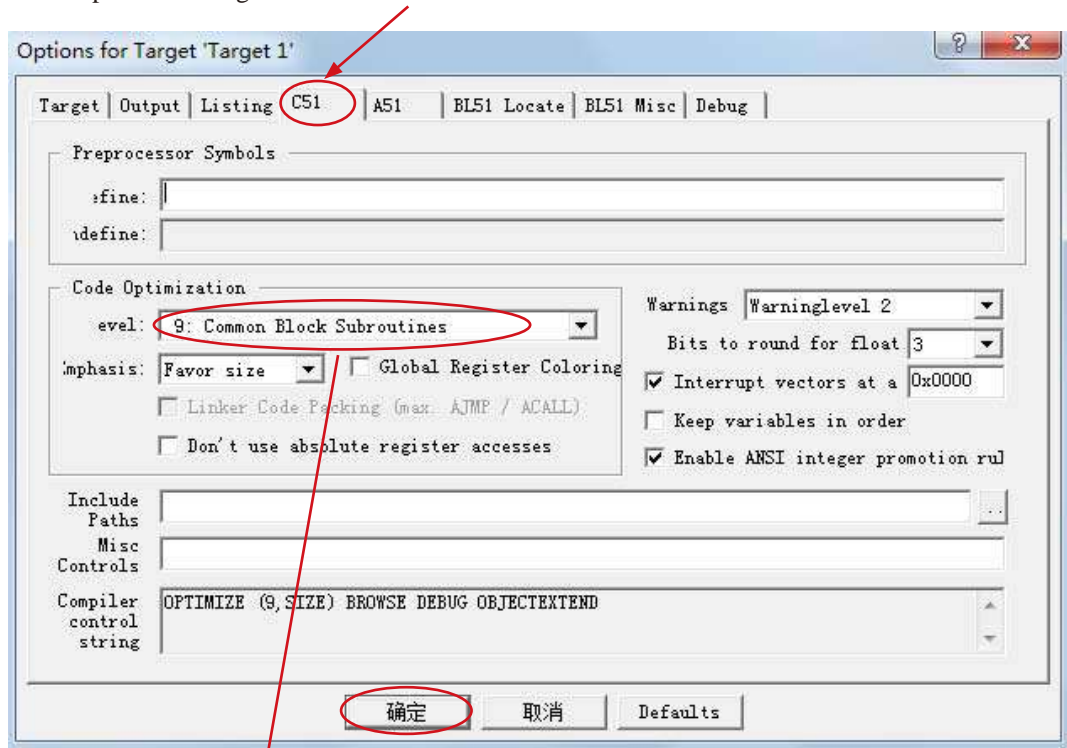 Options for Target 'Target 1'
Target Output Listing C51 A51 BL51 Locate BL51 Misc Debug
Preprocessor Symbols
efine:
define:
Code Optimization
evel: 9: Common Block Subroutines
mphasis: Favor size Global Register Coloring
Linker Code Packing (max. AJMP / ACALL)
Don't use absolute register accesses
Warnings Warninglevel 2
Bits to round for float 3
Interrupt vectors at a 0x0000
Keep variables in order
Enable ANSI integer promotion rul
Include
Paths
..
Misc
Controls
Compiler
control
string
OPTIMIZE (9,SIZE) BROWSE DEBUG OBJECTEXTEND
确定 取消 Defaults